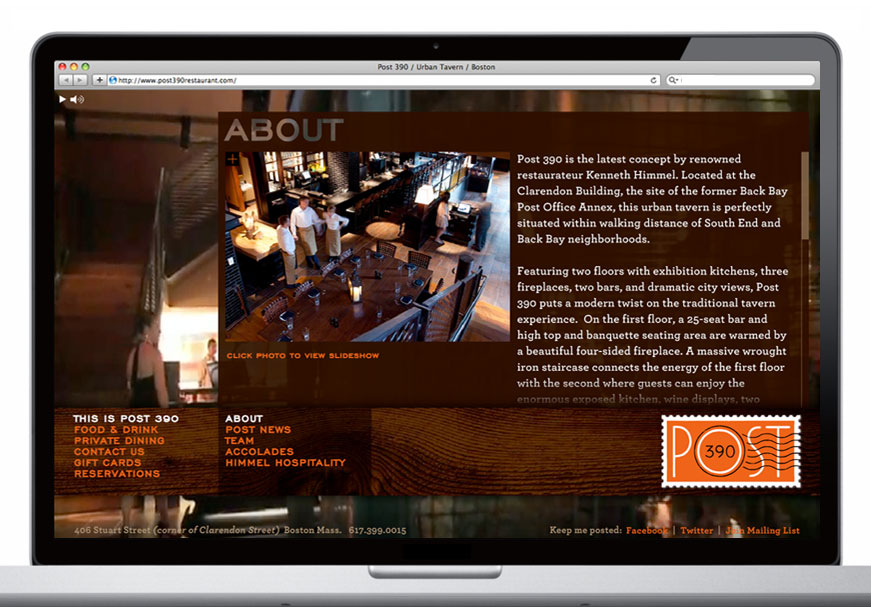 Post 390 / Urban Tavern / Boston
http://www.post390restaurant.com/
ABOUT
Post 390 is the latest concept by renowned
restaurateur Kenneth Himmel. Located at the
Clarendon Building, the site of the former Back Bay
Post Office Annex, this urban tavern is perfectly
situated within walking distance of South End and
Back Bay neighborhoods.
Featuring two floors with exhibition kitchens, three
fireplaces, two bars, and dramatic city views, Post
390 puts a modern twist on the traditional tavern
experience. On the first floor, a 25-seat bar and
high top and banquette seating area are warmed by
a beautiful four-sided fireplace. A massive wrought
iron staircase connects the energy of the first floor
with the second where guests can enjoy the
enormous exposed kitchen, wine displays, two
CLICK PHOTO TO VIEW SLIDESHOW
THIS IS POST 390
FOOD & DRINK
PRIVATE DINING
CONTACT US
GIFT CARDS
RESERVATIONS
ABOUT
POST NEWS
TEAM
ACCOLADES
HIMMEL HOSPITALITY
POST
390
406 Stuart Street (corner of Clarendon Street) Boston Mass. 617.399.0015
Keep me posted: Facebook | Twitter | Join Mailing List